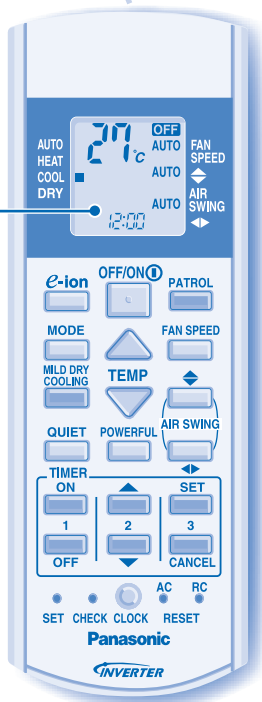 OFF
27°C AUTO
AUTO
AUTO
12:00
AUTO
HEAT
COOL
DRY
FAN
SPEED
AIR
SWING
e-ion
OFF/ON
PATROL
MODE
FAN SPEED
MILD DRY
COOLING
TEMP
AIR SWING
QUIET
POWERFUL
TIMER
ON
SET
1
2
3
OFF
CANCEL
AC
RC
SET
CHECK
CLOCK
RESET
Panasonic
INVERTER